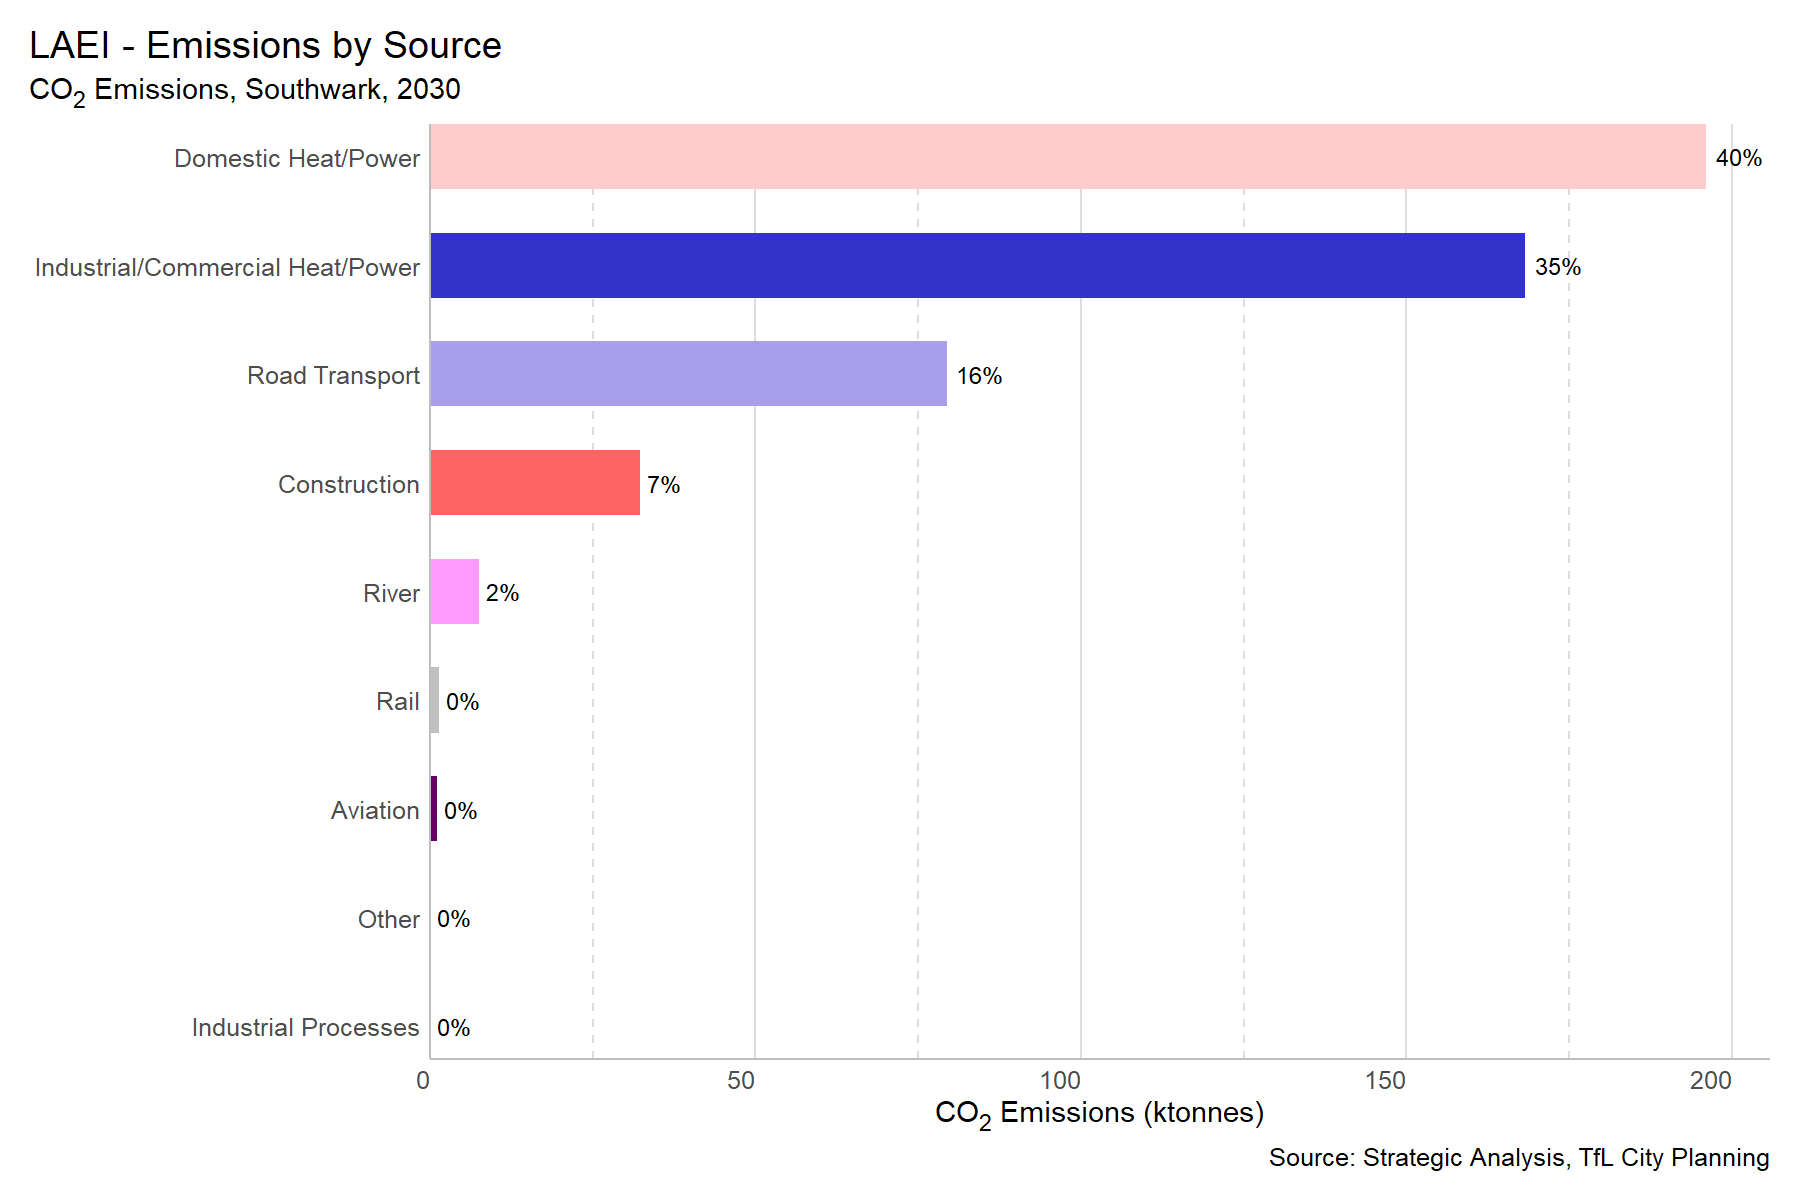 LAEI - Emissions by Source
CO₂ Emissions, Southwark, 2030
Domestic Heat/Power 40%
Industrial/Commercial Heat/Power 35%
Road Transport 16%
Construction 7%
River 2%
Rail 0%
Aviation 0%
Other 0%
Industrial Processes 0%
0 50 100 150 200
CO₂ Emissions (ktonnes)
Source: Strategic Analysis, TfL City Planning